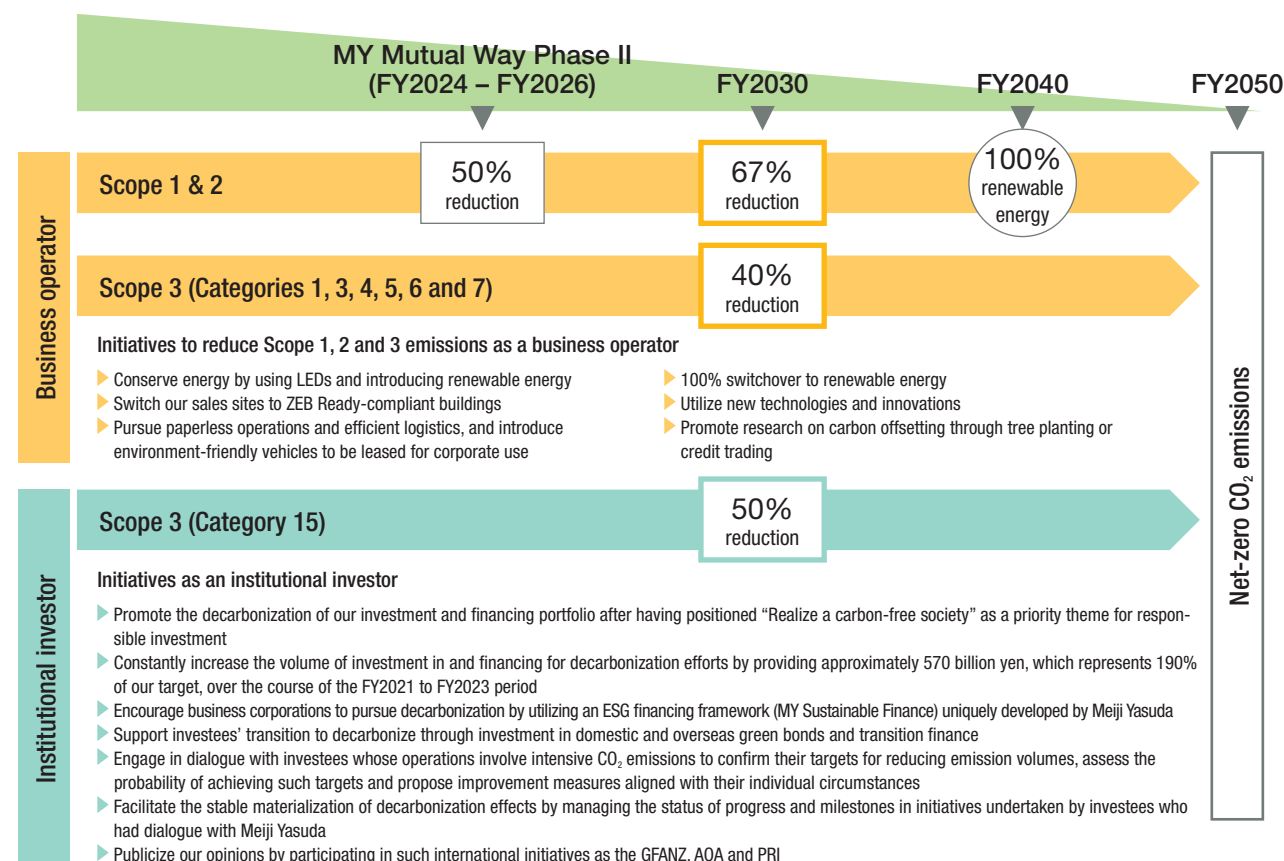 MY Mutual Way Phase II
(FY2024 – FY2026)
FY2030
FY2040
FY2050
Business operator
Scope 1 & 2
50%
reduction
67%
reduction
100%
renewable
energy
Scope 3 (Categories 1, 3, 4, 5, 6 and 7)
40%
reduction
Initiatives to reduce Scope 1, 2 and 3 emissions as a business operator
Conserve energy by using LEDs and introducing renewable energy
Switch our sales sites to ZEB Ready-compliant buildings
Pursue paperless operations and efficient logistics, and introduce
environment-friendly vehicles to be leased for corporate use
100% switchover to renewable energy
Utilize new technologies and innovations
Promote research on carbon offsetting through tree planting or
credit trading
Institutional investor
Scope 3 (Category 15)
50%
reduction
Initiatives as an institutional investor
Promote the decarbonization of our investment and financing portfolio after having positioned “Realize a carbon-free society” as a priority theme for respon-
sible investment
Constantly increase the volume of investment in and financing for decarbonization efforts by providing approximately 570 billion yen, which represents 190%
of our target, over the course of the FY2021 to FY2023 period
Encourage business corporations to pursue decarbonization by utilizing an ESG financing framework (MY Sustainable Finance) uniquely developed by Meiji Yasuda
Support investees’ transition to decarbonize through investment in domestic and overseas green bonds and transition finance
Engage in dialogue with investees whose operations involve intensive CO₂ emissions to confirm their targets for reducing emission volumes, assess the
probability of achieving such targets and propose improvement measures aligned with their individual circumstances
Facilitate the stable materialization of decarbonization effects by managing the status of progress and milestones in initiatives undertaken by investees who
had dialogue with Meiji Yasuda
Publicize our opinions by participating in such international initiatives as the GFANZ, AOA and PRI
Net-zero CO₂ emissions